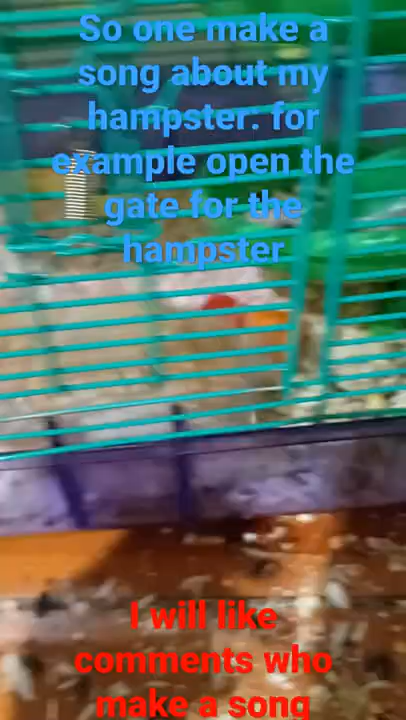 So one make a
song about my
hampster. for
example open the
gate for the
hampster
I will like
comments who
make a song